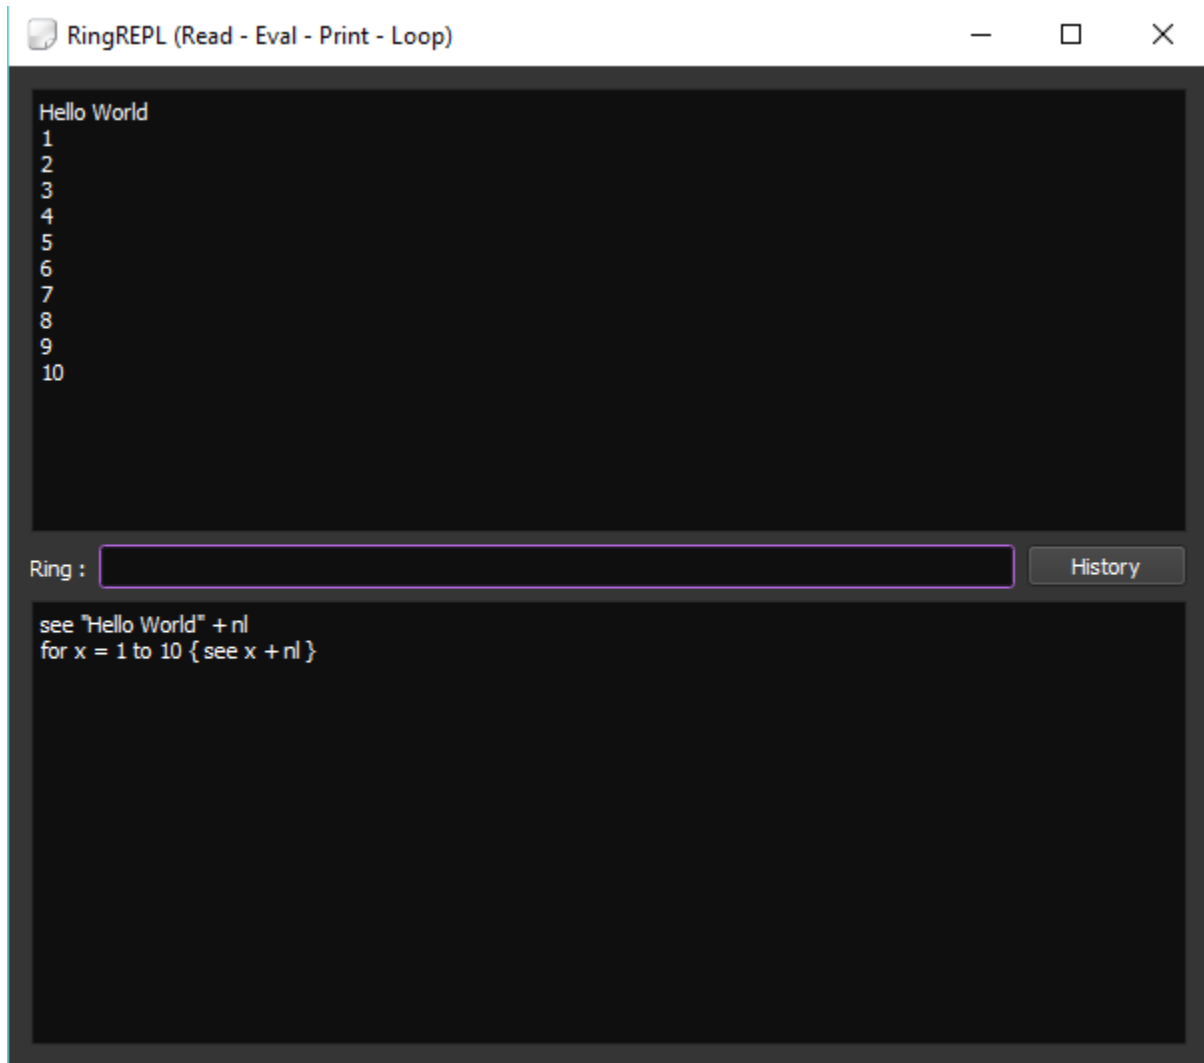 RingREPL (Read - Eval - Print - Loop)
Hello World
1
2
3
4
5
6
7
8
9
10
Ring :
History
see "Hello World" + nl
for x = 1 to 10 { see x + nl }